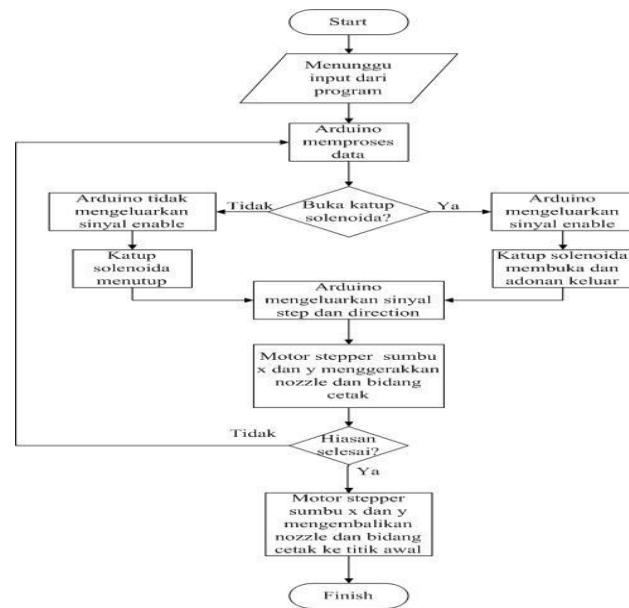 Start
Menunggu
input dari
program
Arduino
memproses
data
Buka katup
solenoida?
Tidak
Ya
Arduino tidak
mengeluarkan
sinyal enable
Arduino
mengeluarkan
sinyal enable
Katup
solenoida
menutup
Katup solenoida
membuka dan
adonan keluar
Arduino
mengeluarkan sinyal
step dan direction
Motor stepper sumbu
x dan y menggerakkan
nozzle dan bidang
cetak
Tidak
Hiasan
selesai?
Ya
Motor stepper
sumbu x dan y
mengembalikan
nozzle dan bidang
cetak ke titik awal
Finish